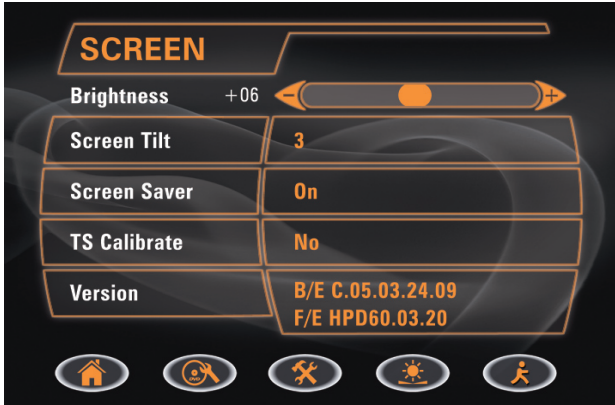 SCREEN
Brightness +06 - +
Screen Tilt 3
Screen Saver On
TS Calibrate No
Version B/E C.05.03.24.09
F/E HPD60.03.20